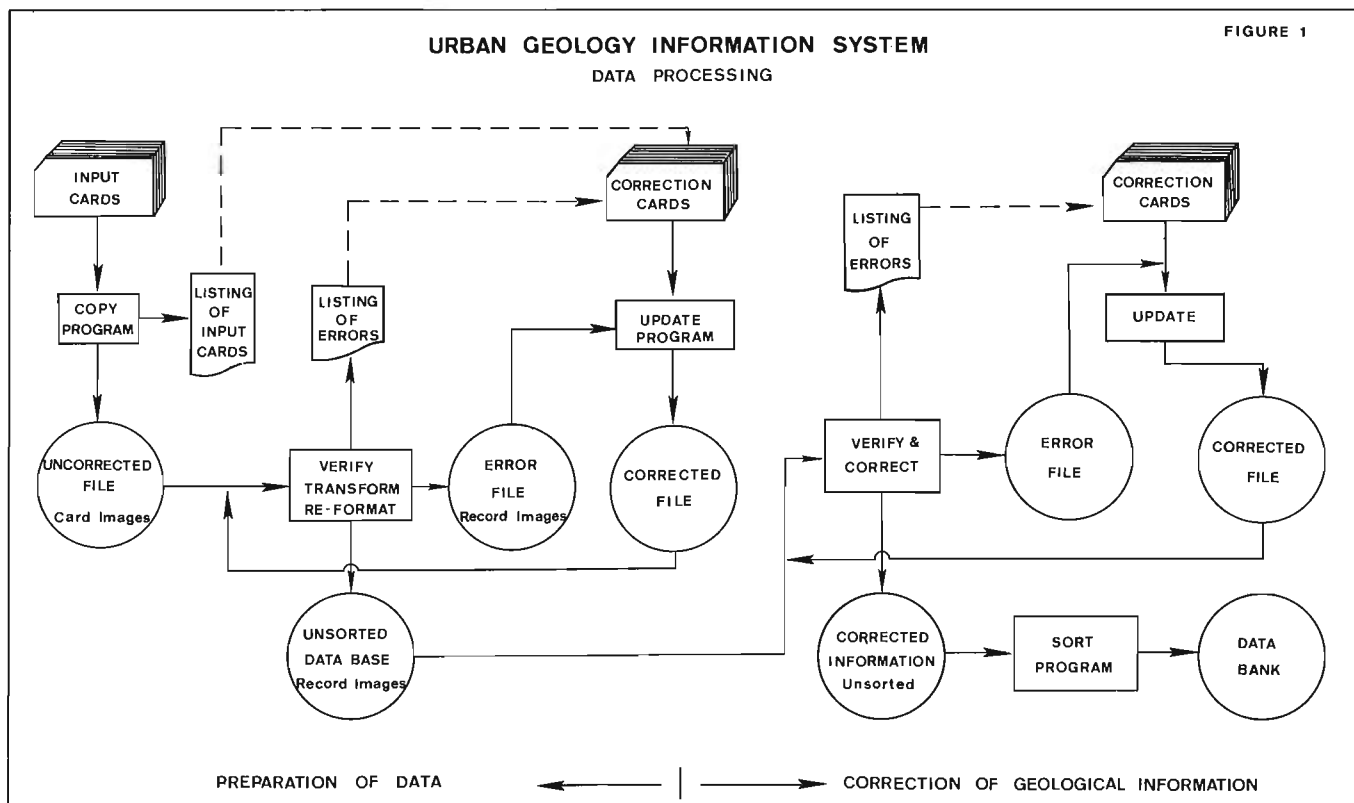 FIGURE 1
URBAN GEOLOGY INFORMATION SYSTEM
DATA PROCESSING
INPUT
CARDS
COPY
PROGRAM
LISTING
OF
INPUT
CARDS
UNCORRECTED
FILE
Card Images
LISTING
OF
ERRORS
VERIFY
TRANSFORM
RE-FORMAT
UNSORTED
DATA BASE
Record Images
ERROR
FILE
Record Images
CORRECTION
CARDS
UPDATE
PROGRAM
CORRECTED
FILE
LISTING
OF
ERRORS
VERIFY &
CORRECT
CORRECTED
INFORMATION
Unsorted
ERROR
FILE
CORRECTION
CARDS
UPDATE
CORRECTED
FILE
SORT
PROGRAM
DATA
BANK
PREPARATION OF DATA
CORRECTION OF GEOLOGICAL INFORMATION